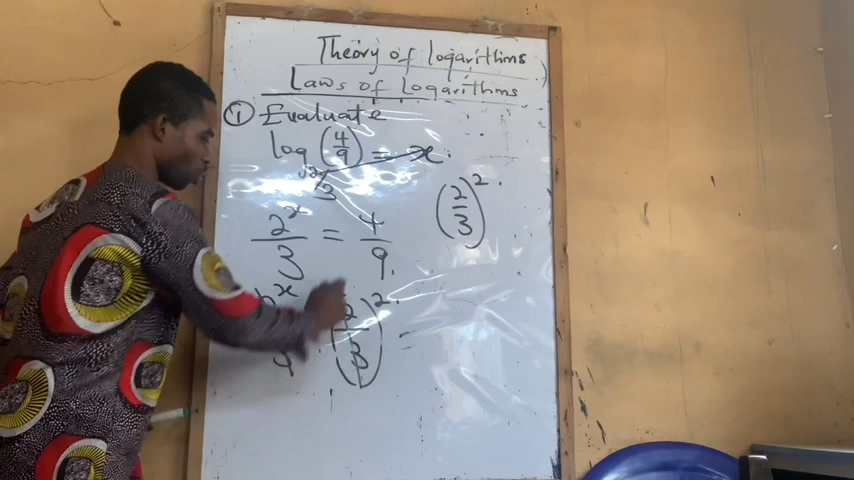 Theory of logarithms
Laws of Logarithms
① Evaluate
log 2/3 (4/9) = x.
2^x/3 = 4/9.
(2/3)^2.
(2/3)^2. =